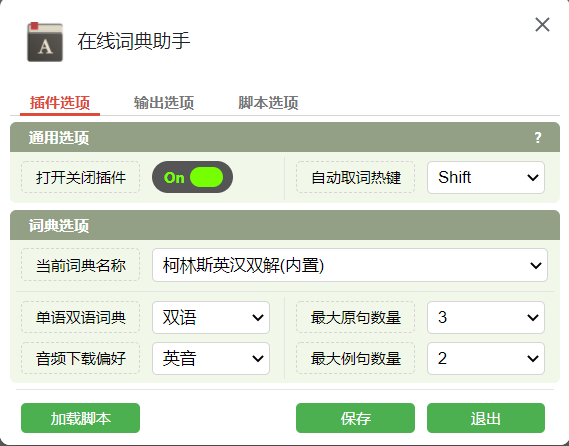 A
在线词典助手
插件选项 输出选项 脚本选项
通用选项 ?
打开关闭插件 On 自动取词热键 Shift
词典选项
当前词典名称 柯林斯英汉双解(内置)
单语双语词典 双语 最大原句数量 3
音频下载偏好 英音 最大例句数量 2
加载脚本 保存 退出